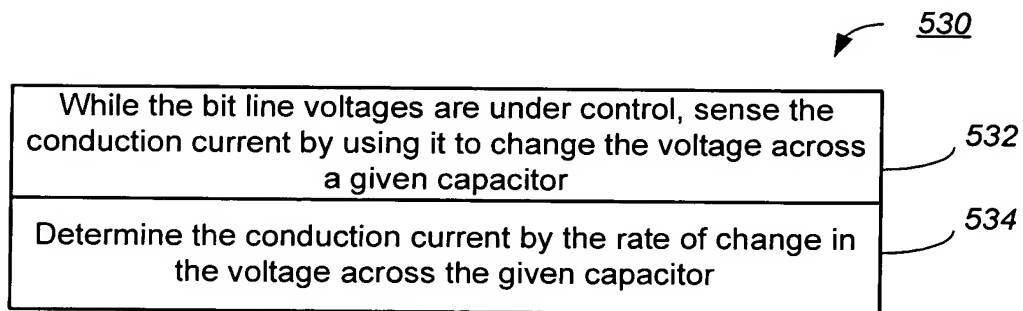 530
While the bit line voltages are under control, sense the
conduction current by using it to change the voltage across
a given capacitor
532
Determine the conduction current by the rate of change in
the voltage across the given capacitor
534